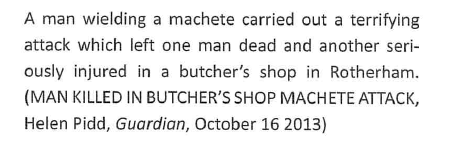 A man wielding a machete carried out a terrifying
attack which left one man dead and another seri-
ously injured in a butcher's shop in Rotherham.
(MAN KILLED IN BUTCHER'S SHOP MACHETE ATTACK,
Helen Pidd, Guardian, October 16 2013)